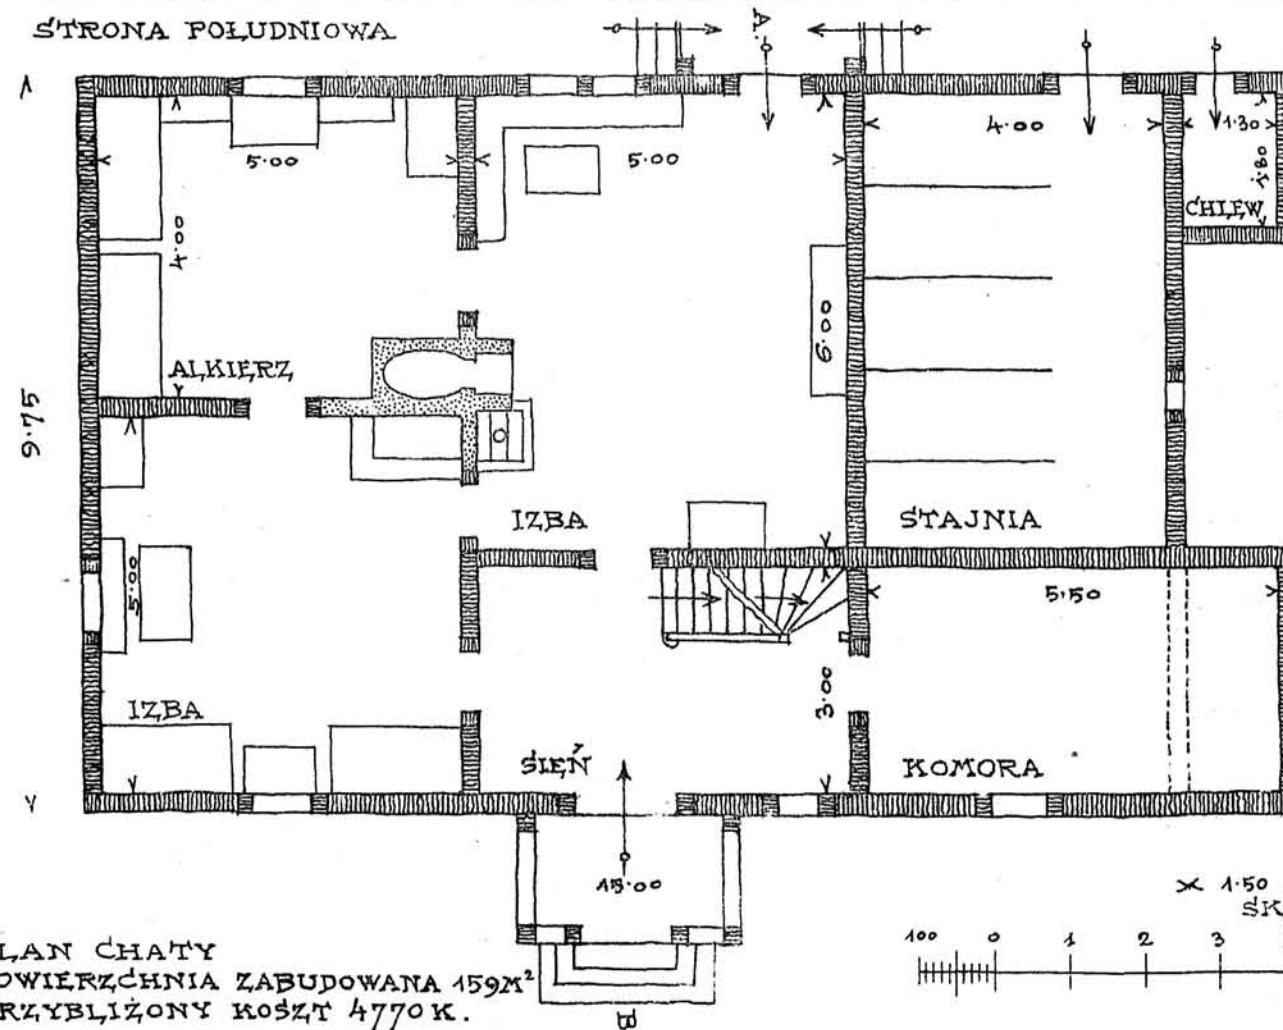 STRONA POŁUDNIOWA
A.
5·00
5·00
4·00
1·30
1·80
CHLEW
4·00
6·00
ALKIERZ
9·75
IZBA
STAJNIA
5·00
5,50
3·00
IZBA
SIEŃ
KOMORA
15·00
1·50
SK
100 0 1 2 3
LAN CHATY
OWIERZCHNIA ZABUDOWANA 159M²
RZYBLIŻONY KOSZT 4770 K.
B